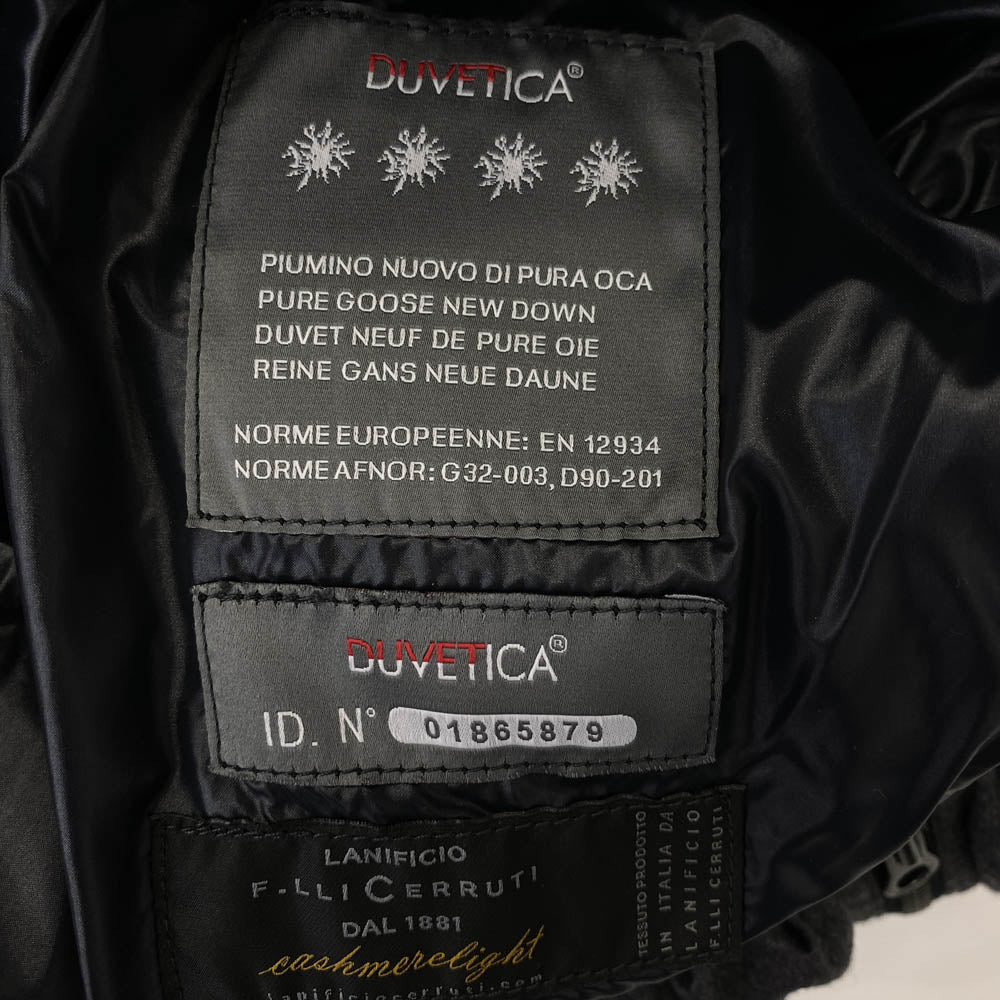 DUVETICA®
PIUMINO NUOVO DI PURA OCA
PURE GOOSE NEW DOWN
DUVET NEUF DE PURE OIE
REINE GANS NEUE DAUNE
NORME EUROPEENNE: EN 12934
NORME AFNOR: G32-003, D90-201
DUVETICA®
ID. N° 01865879
LANIFICIO
F.LLI CERRUTI
DAL 1881
cashmerelight
lanificiocerruti.com
TESSUTO PRODOTTO
IN ITALIA DA
LANIFICIO
F.LLI CERRUTI